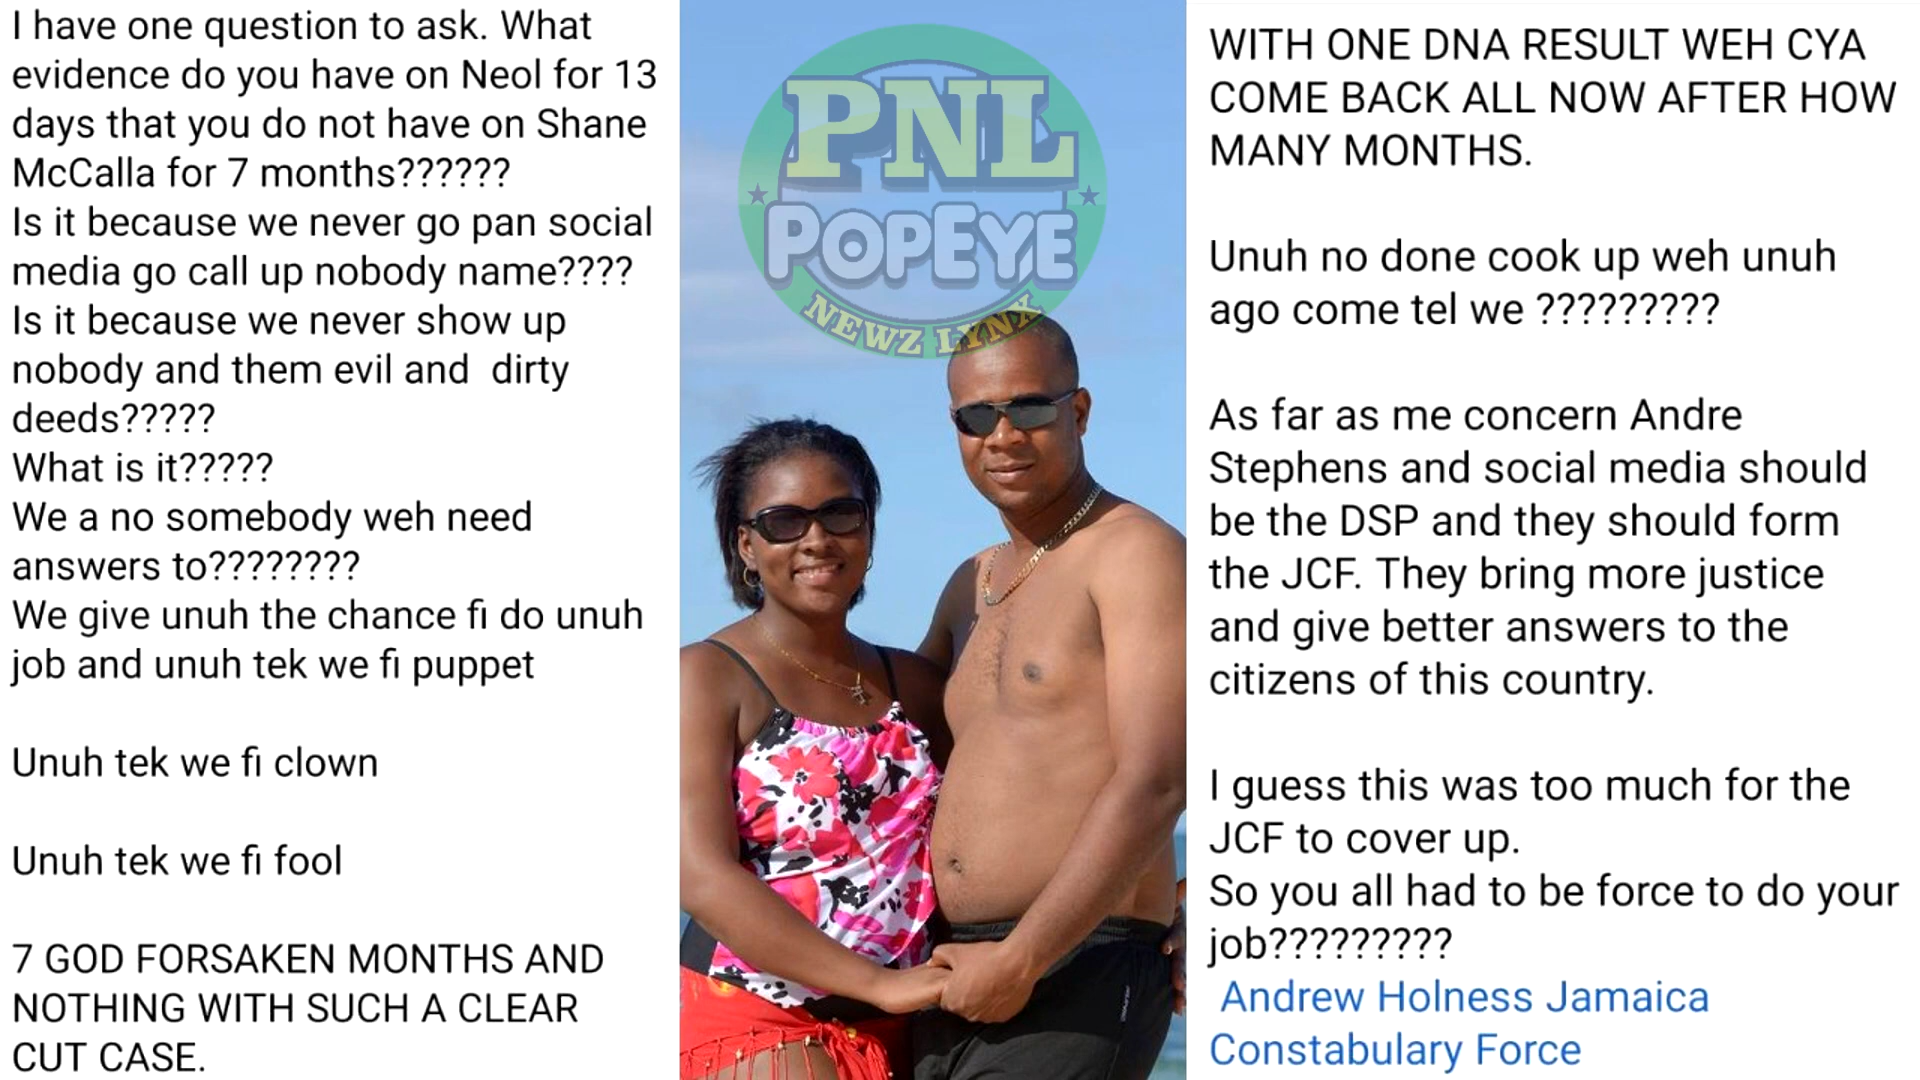 I have one question to ask. What
evidence do you have on Neol for 13
days that you do not have on Shane
McCalla for 7 months??????
Is it because we never go pan social
media go call up nobody name????
Is it because we never show up
nobody and them evil and  dirty
deeds?????
What is it?????
We a no somebody weh need
answers to????????
We give unuh the chance fi do unuh
job and unuh tek we fi puppet
Unuh tek we fi clown
Unuh tek we fi fool
7 GOD FORSAKEN MONTHS AND
NOTHING WITH SUCH A CLEAR
CUT CASE.
PNL
POPEYE
NEWZ LYNX
WITH ONE DNA RESULT WEH CYA
COME BACK ALL NOW AFTER HOW
MANY MONTHS.
Unuh no done cook up weh unuh
ago come tel we ?????????
As far as me concern Andre
Stephens and social media should
be the DSP and they should form
the JCF. They bring more justice
and give better answers to the
citizens of this country.
I guess this was too much for the
JCF to cover up.
So you all had to be force to do your
job?????????
Andrew Holness Jamaica
Constabulary Force